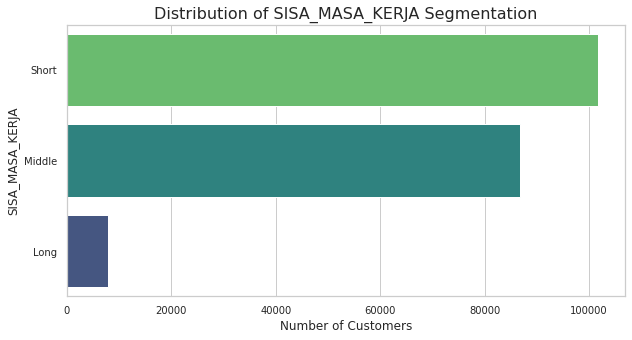 Distribution of SISA_MASA_KERJA Segmentation
Short
Middle
Long
SISA_MASA_KERJA
0 20000 40000 60000 80000 100000
Number of Customers